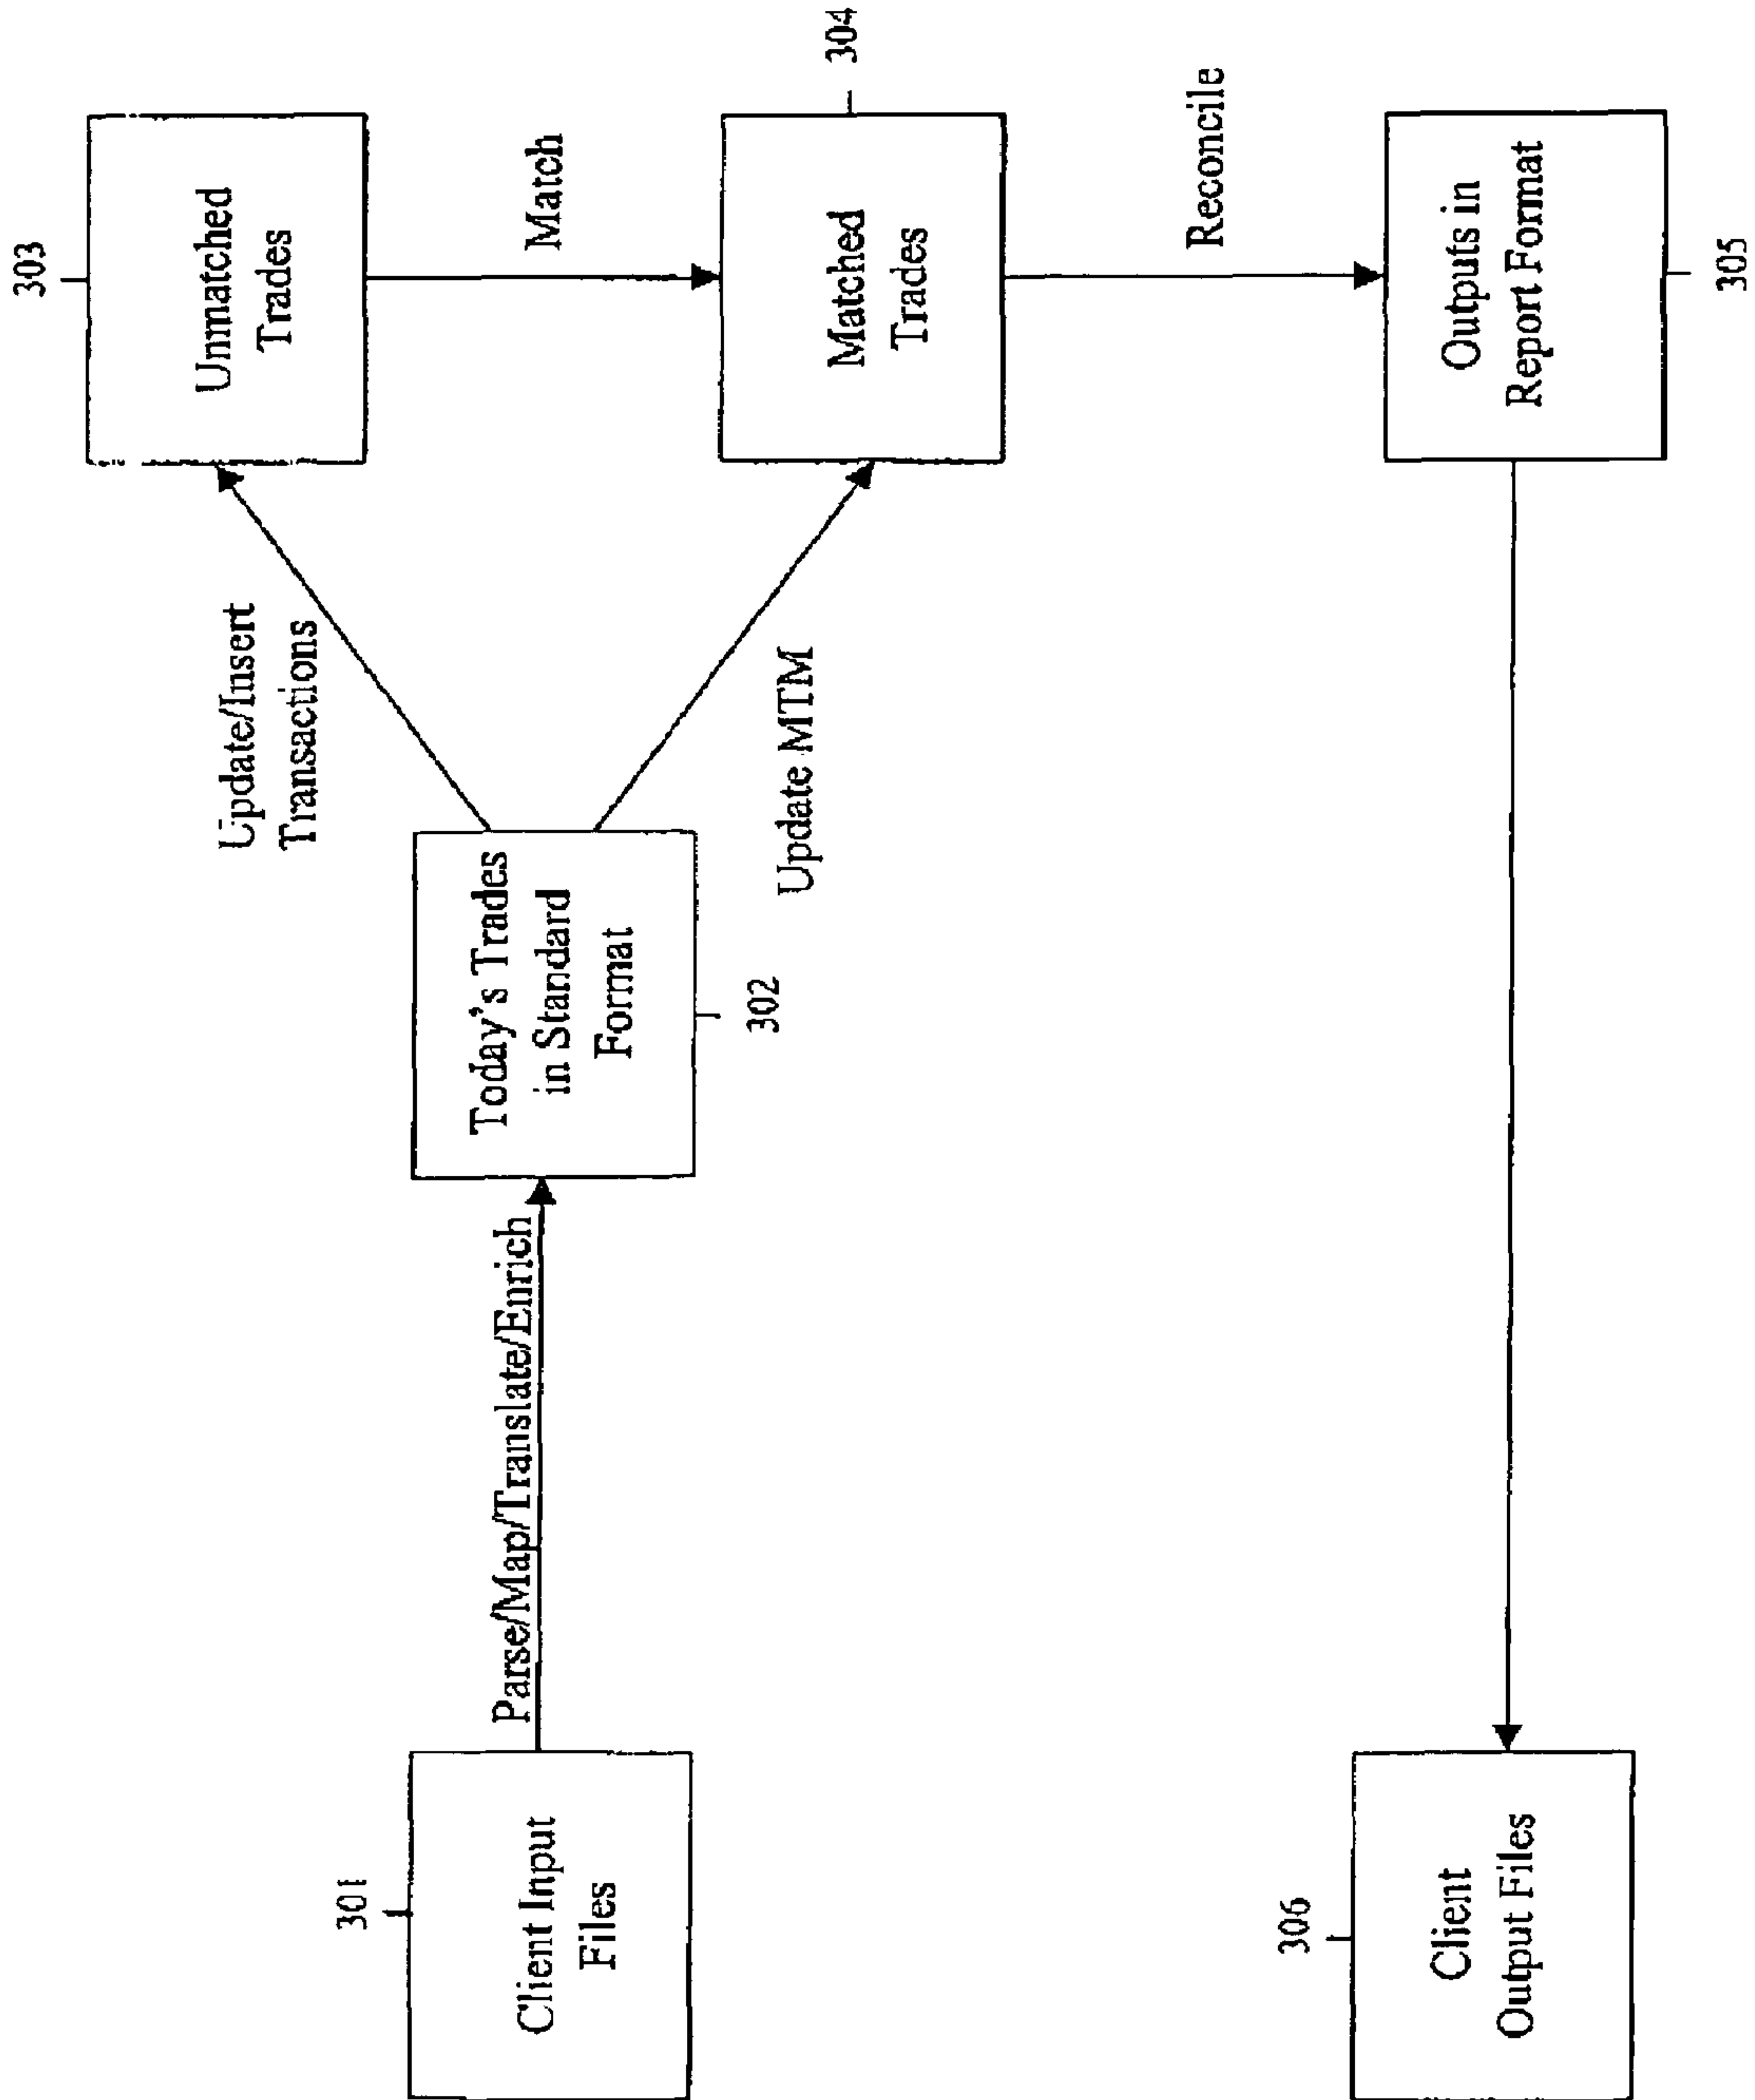 301
Client Input
Files
Parse/Map/Translate/Enrich
Today's Trades
in Standard
Format
302
Update/Insert
Transactions
Update MTM
303
Unmatched
Trades
Match
304
Matched
Trades
Reconcile
Outputs in
Report Format
305
306
Client
Output Files